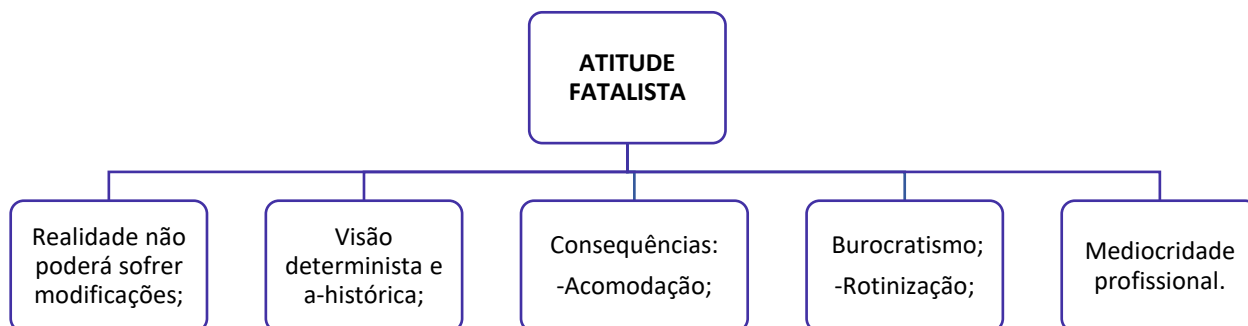 ATITUDE
FATALISTA
Realidade não
poderá sofrer
modificações;
Visão
determinista e
a-histórica;
Consequências:
-Acomodação;
Burocratismo;
-Rotinização;
Mediocridade
profissional.